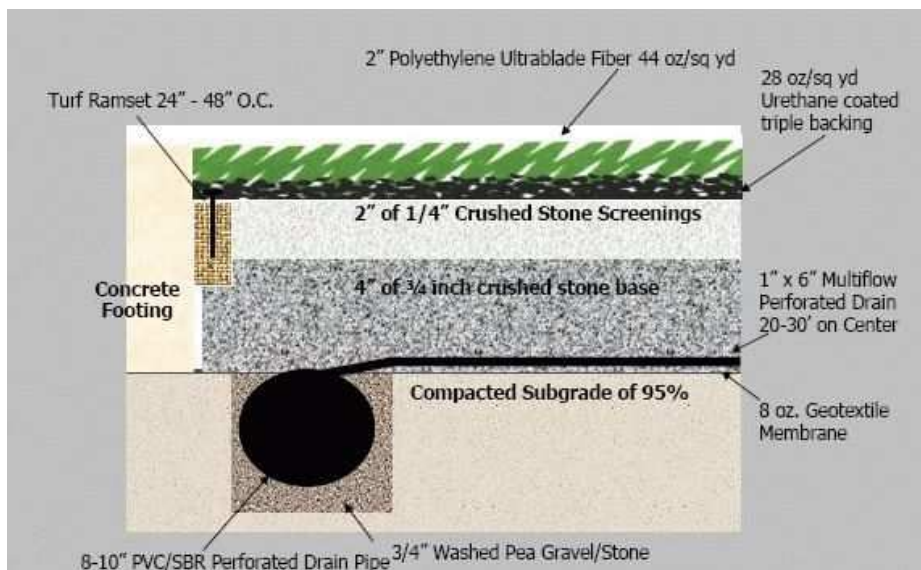 2" Polyethylene Ultrablade Fiber 44 oz/sq yd
Turf Ramset 24" - 48" O.C.
28 oz/sq yd
Urethane coated
triple backing
2" of 1/4" Crushed Stone Screenings
Concrete
Footing
4" of ¾ inch crushed stone base
1" x 6" Multiflow
Perforated Drain
20-30' on Center
Compacted Subgrade of 95%
8 oz. Geotextile
Membrane
8-10" PVC/SBR Perforated Drain Pipe
3/4" Washed Pea Gravel/Stone